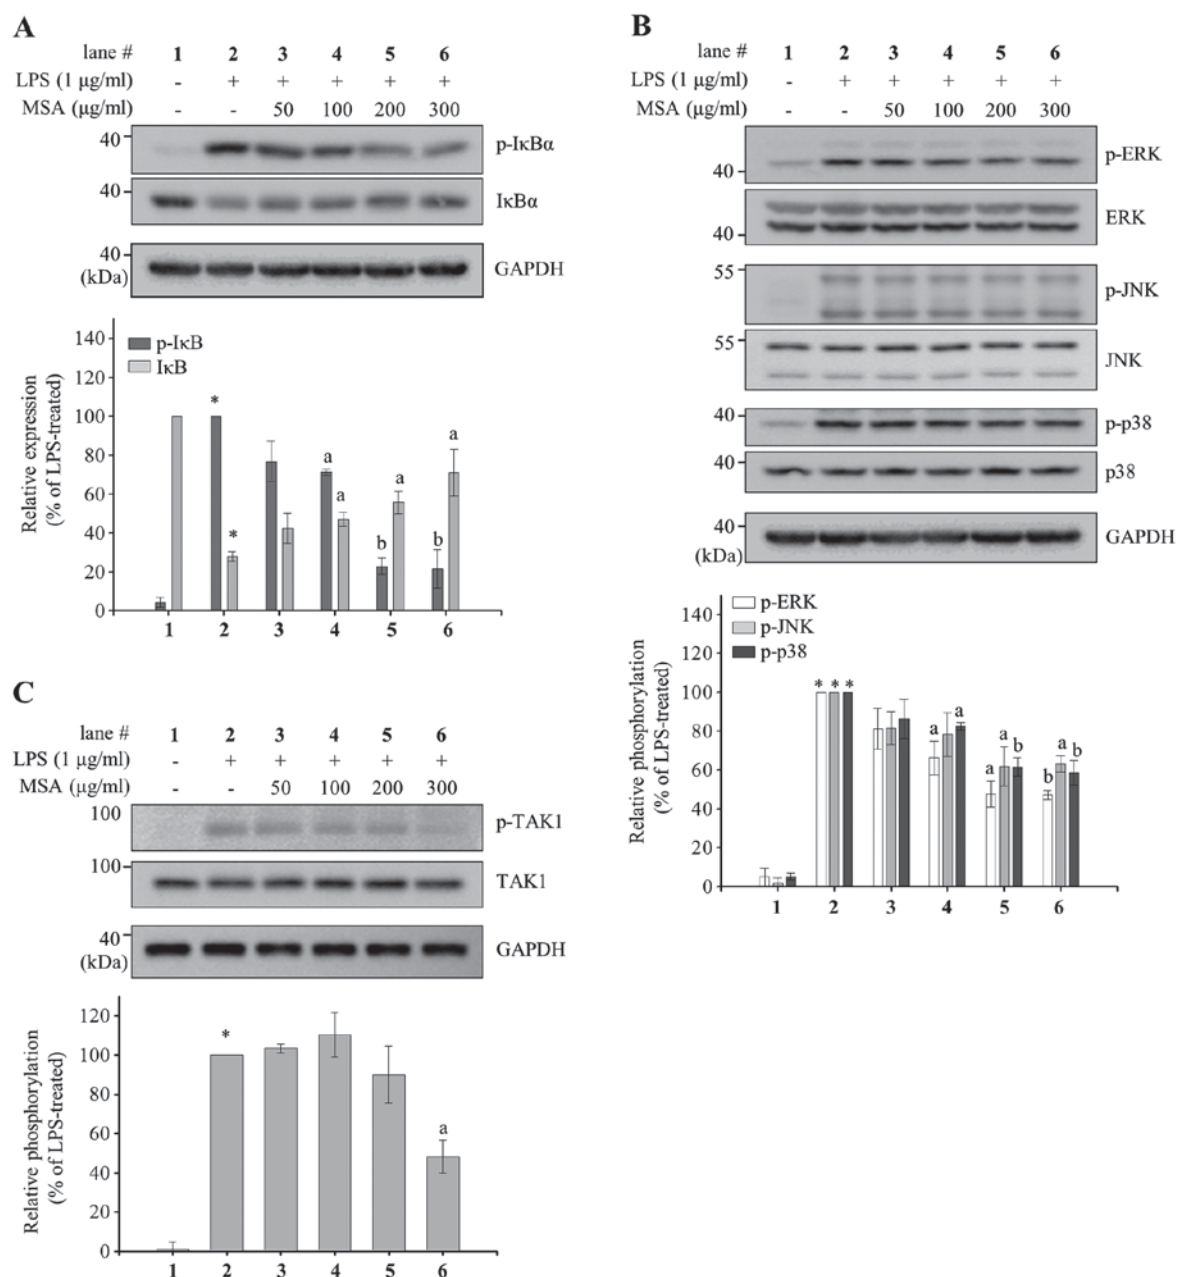 A
lane # 1 2 3 4 5 6
LPS (1 μg/ml) - + + + + +
MSA (μg/ml) - - 50 100 200 300
40 p-IκBα
40 IκBα
40 GAPDH
(kDa)
140
120
100
80
60
40
20
0
Relative expression
(% of LPS-treated)
p-IκB
IκB
* * a a b a b a
1 2 3 4 5 6
B
lane # 1 2 3 4 5 6
LPS (1 μg/ml) - + + + + +
MSA (μg/ml) - - 50 100 200 300
40 p-ERK
40 ERK
55 p-JNK
55 JNK
40 p-p38
40 p38
40 GAPDH
(kDa)
140
120
100
80
60
40
20
0
Relative phosphorylation
(% of LPS-treated)
p-ERK
p-JNK
p-p38
* * * a a a a b b a b
1 2 3 4 5 6
C
lane # 1 2 3 4 5 6
LPS (1 μg/ml) - + + + + +
MSA (μg/ml) - - 50 100 200 300
100 p-TAK1
100 TAK1
40 GAPDH
(kDa)
120
100
80
60
40
20
0
Relative phosphorylation
(% of LPS-treated)
* a
1 2 3 4 5 6